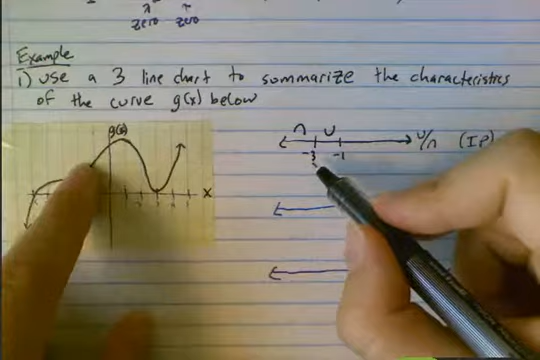 zero zero
Example
1) use a 3 line chart to summarize the characteristics
of the curve g(x) below
g(x)
x
∩ ∪
-3 -1
∪/∩ (IP)